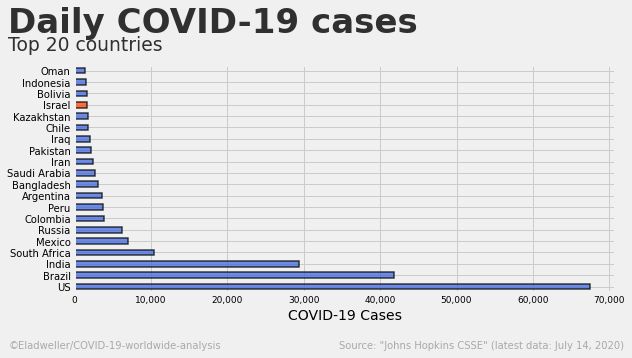 Daily COVID-19 cases
Top 20 countries
Oman
Indonesia
Bolivia
Israel
Kazakhstan
Chile
Iraq
Pakistan
Iran
Saudi Arabia
Bangladesh
Argentina
Peru
Colombia
Russia
Mexico
South Africa
India
Brazil
US
0 10,000 20,000 30,000 40,000 50,000 60,000 70,000
COVID-19 Cases
©Eladweller/COVID-19-worldwide-analysis Source: "Johns Hopkins CSSE" (latest data: July 14, 2020)